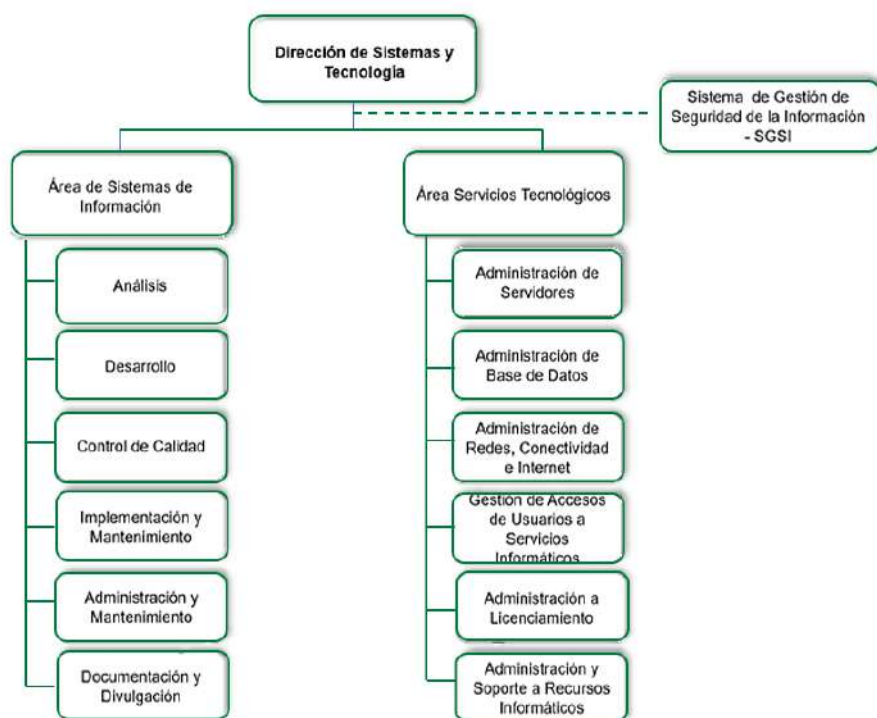 Dirección de Sistemas y
Tecnología
Sistema de Gestión de
Seguridad de la Información
- SGSI
Área de Sistemas de
Información
Análisis
Desarrollo
Control de Calidad
Implementación y
Mantenimiento
Administración y
Mantenimiento
Documentación y
Divulgación
Área Servicios Tecnológicos
Administración de
Servidores
Administración de
Base de Datos
Administración de
Redes, Conectividad
e Internet
Gestión de Accesos
de Usuarios a
Servicios
Informáticos
Administración a
Licenciamiento
Administración y
Soporte a Recursos
Informáticos